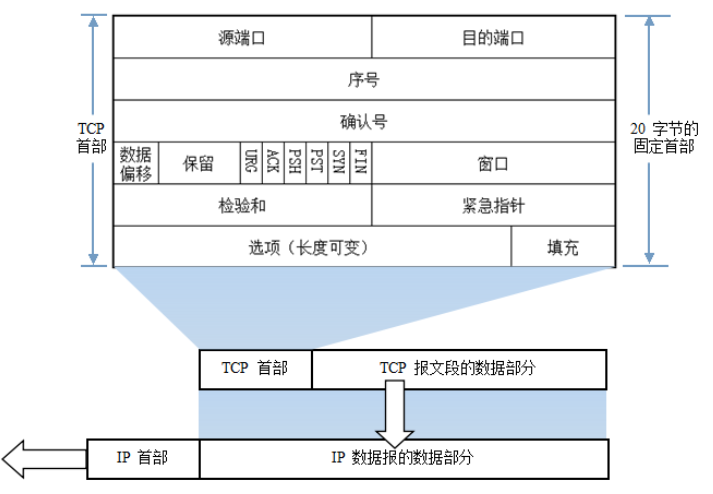 源端口
目的端口
序号
确认号
TCP
首部
20 字节的
固定首部
数据
偏移
保留
URG
ACK
PSH
PST
SYN
FIN
窗口
检验和
紧急指针
选项（长度可变）
填充
TCP 首部
TCP 报文段的数据部分
IP 首部
IP 数据报的数据部分